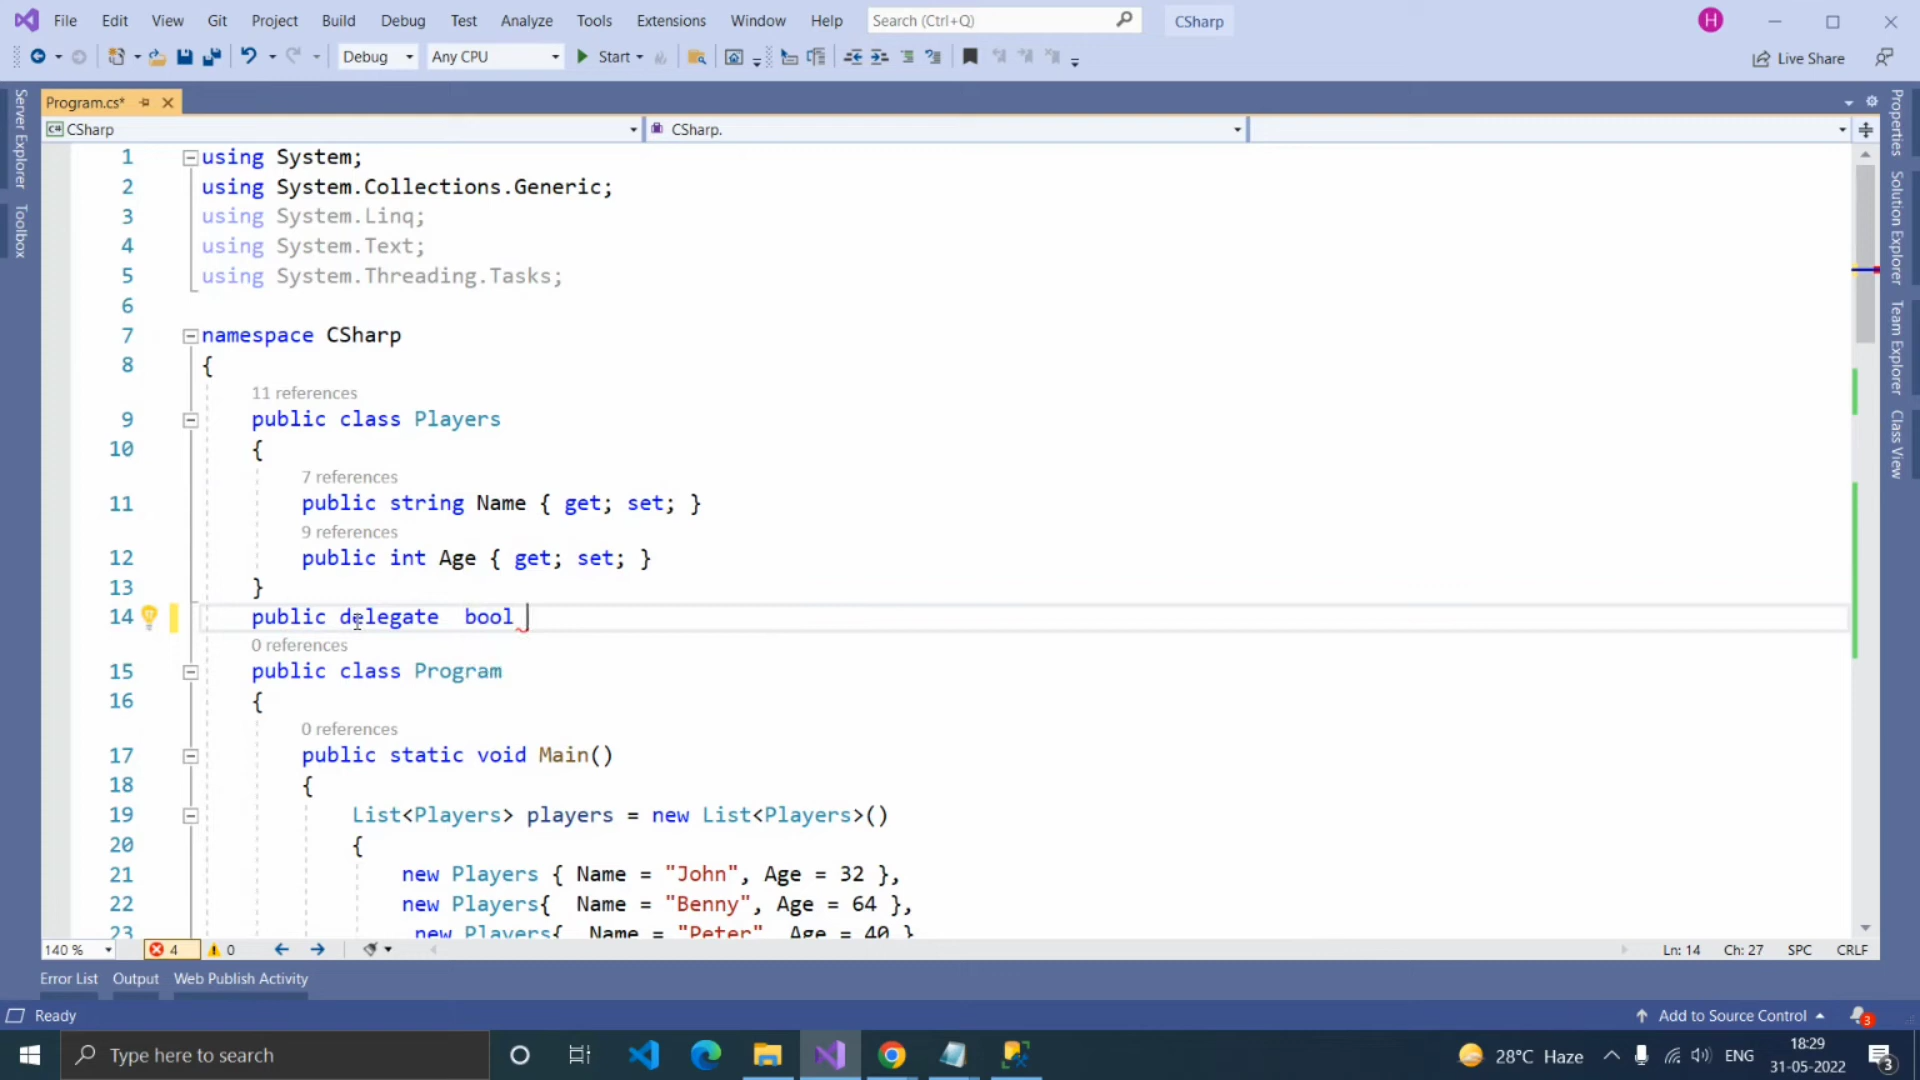 File Edit View Git Project Build Debug Test Analyze Tools Extensions Window Help Search (Ctrl+Q) CSharp H
Debug Any CPU Start Live Share
Program.cs*
C# CSharp CSharp.
Server Explorer
Toolbox
Properties
Solution Explorer
Team Explorer
Class View
1 using System;
2 using System.Collections.Generic;
3 using System.Linq;
4 using System.Text;
5 using System.Threading.Tasks;
6
7 namespace CSharp
8 {
11 references
9 public class Players
10 {
7 references
11 public string Name { get; set; }
9 references
12 public int Age { get; set; }
13 }
14 public delegate  bool
0 references
15 public class Program
16 {
0 references
17 public static void Main()
18 {
19 List<Players> players = new List<Players>()
20 {
21 new Players { Name = "John", Age = 32 },
22 new Players{  Name = "Benny", Age = 64 },
23 new Players{  Name = "Peter", Age = 40 }
140 % 4 0 Ln: 14 Ch: 27 SPC CRLF
Error List Output Web Publish Activity
Ready Add to Source Control 3
Type here to search 28°C Haze ENG 18:29
31-05-2022 3